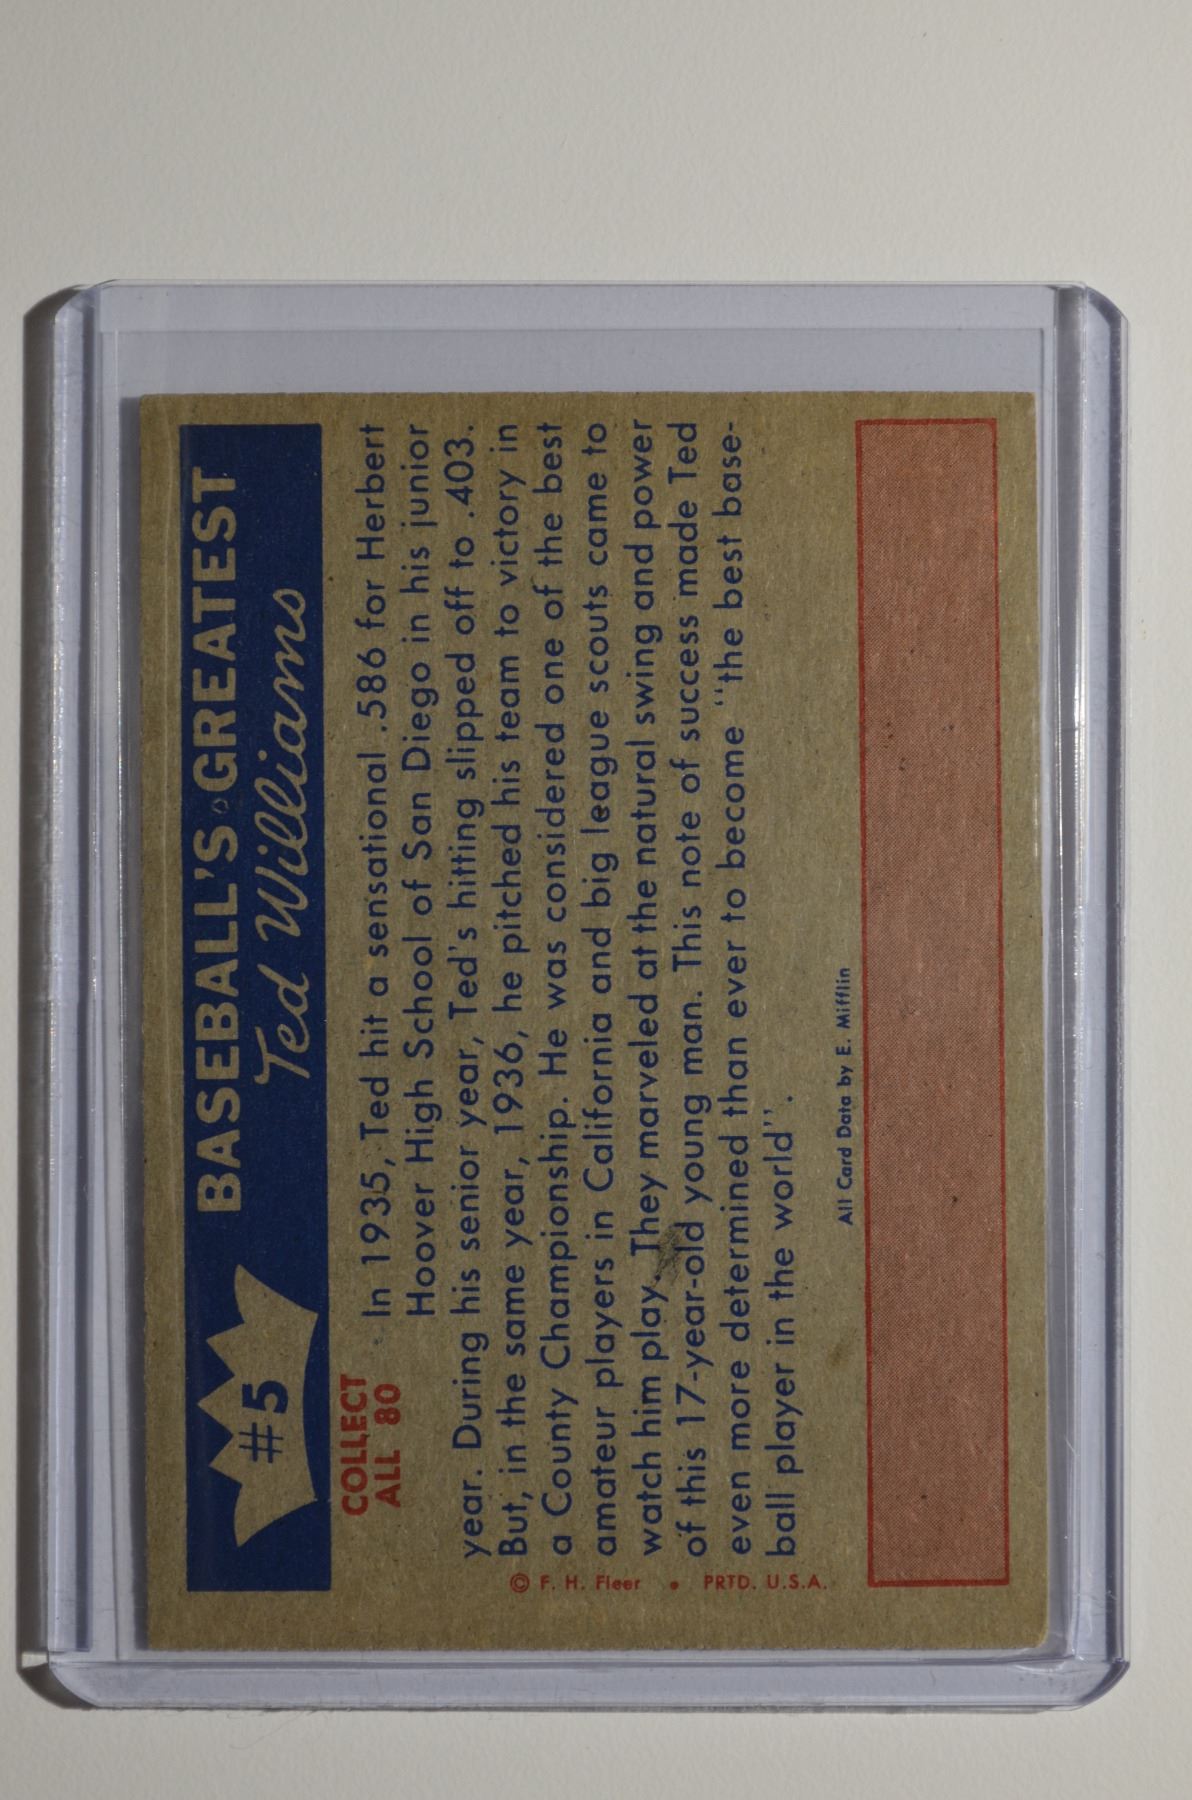 #5
BASEBALL'S GREATEST
Ted Williams
COLLECT
ALL 80
In 1935, Ted hit a sensational .586 for Herbert
Hoover High School of San Diego in his junior
year. During his senior year, Ted's hitting slipped off to .403.
But, in the same year, 1936, he pitched his team to victory in
a County Championship. He was considered one of the best
amateur players in California and big league scouts came to
watch him play. They marveled at the natural swing and power
of this 17-year-old young man. This note of success made Ted
even more determined than ever to become "the best base-
ball player in the world".
© F. H. Fleer • PRTD. U.S.A.
All Card Data by E. Mifflin